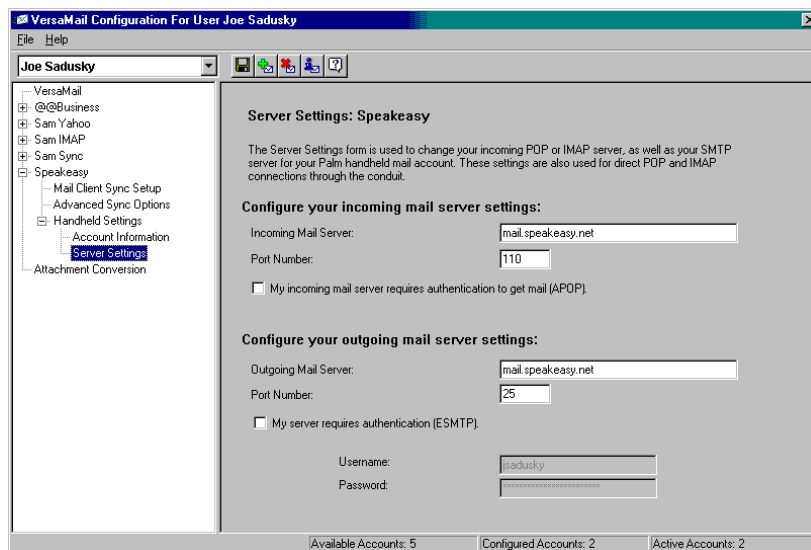 VersaMail Configuration For User Joe Sadusky
File Help
Joe Sadusky
VersaMail
@@Business
Sam Yahoo
Sam IMAP
Sam Sync
Speakeasy
Mail Client Sync Setup
Advanced Sync Options
Handheld Settings
Account Information
Server Settings
Attachment Conversion
Server Settings: Speakeasy
The Server Settings form is used to change your incoming POP or IMAP server, as well as your SMTP
server for your Palm handheld mail account. These settings are also used for direct POP and IMAP
connections through the conduit.
Configure your incoming mail server settings:
Incoming Mail Server: mail.speakeasy.net
Port Number: 110
My incoming mail server requires authentication to get mail (APOP).
Configure your outgoing mail server settings:
Outgoing Mail Server: mail.speakeasy.net
Port Number: 25
My server requires authentication (ESMTP).
Username: jsadusky
Password:
Available Accounts: 5 Configured Accounts: 2 Active Accounts: 2